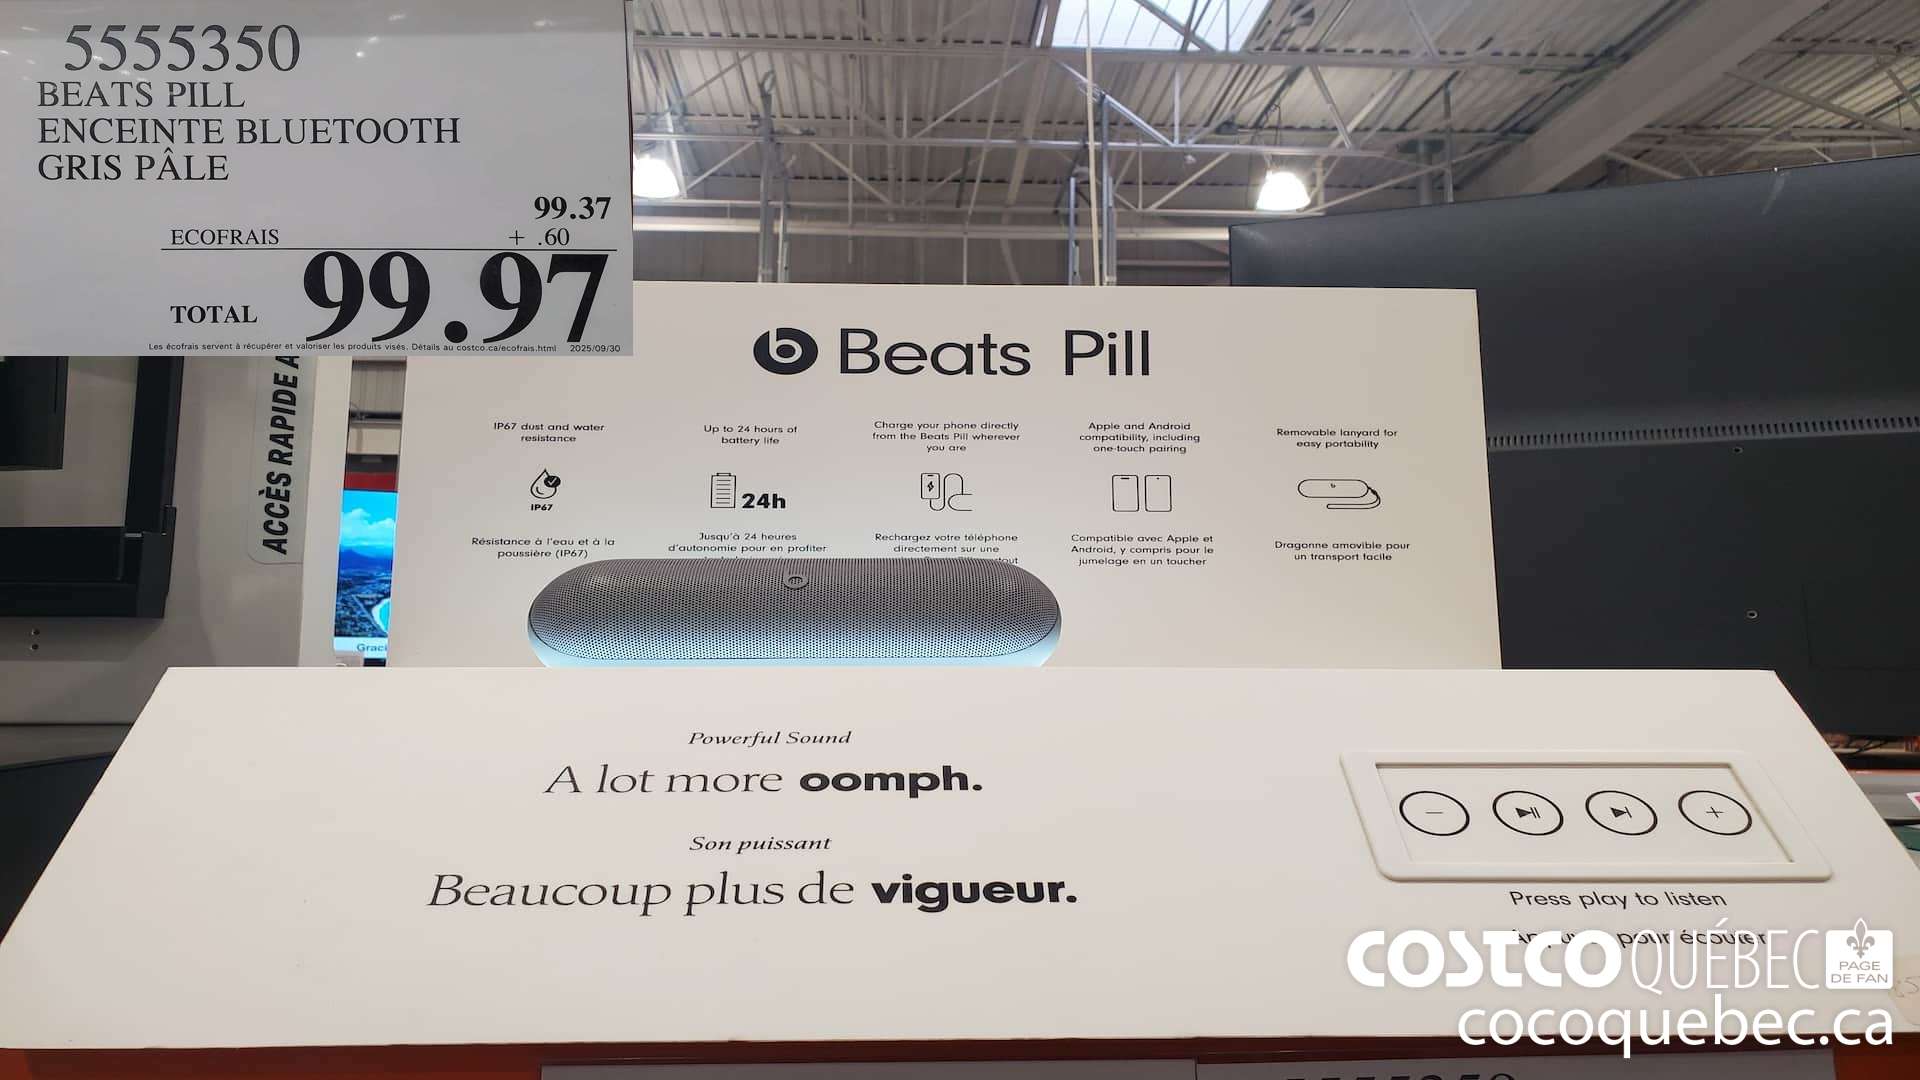 5555350
BEATS PILL
ENCEINTE BLUETOOTH
GRIS PÂLE
99.37
ECOFRAIS + .60
TOTAL 99.97
Les écofrais servent à récupérer et valoriser les produits visés. Détails au costco.ca/ecofrais.html 2025/09/30
ACCÈS RAPIDE A
Beats Pill
IP67 dust and water
resistance
Up to 24 hours of
battery life
Charge your phone directly
from the Beats Pill wherever
you are
Apple and Android
compatibility, including
one-touch pairing
Removable lanyard for
easy portability
IP67
24h
Résistance à l'eau et à la
poussière (IP67)
Jusqu'à 24 heures
d'autonomie pour en profiter
Rechargez votre téléphone
directement sur une
tout
Compatible avec Apple et
Android, y compris pour le
jumelage en un toucher
Dragonne amovible pour
un transport facile
Graci
Powerful Sound
A lot more oomph.
Son puissant
Beaucoup plus de vigueur.
Press play to listen
pour écouter
COSTCO QUÉBEC
PAGE
DE FAN
cocoquebec.ca